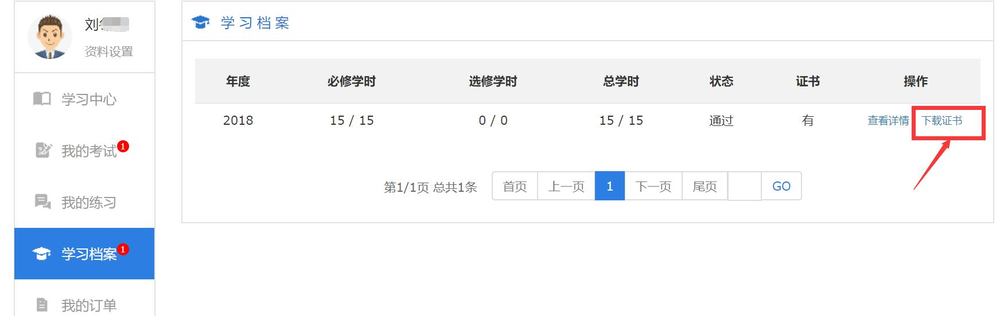 刘
资料设置
学习中心
我的考试 1
我的练习
学习档案 1
我的订单
学习档案
年度 必修学时 选修学时 总学时 状态 证书 操作
2018 15 / 15 0 / 0 15 / 15 通过 有 查看详情 下载证书
第1/1页 总共1条 首页 上一页 1 下一页 尾页 GO